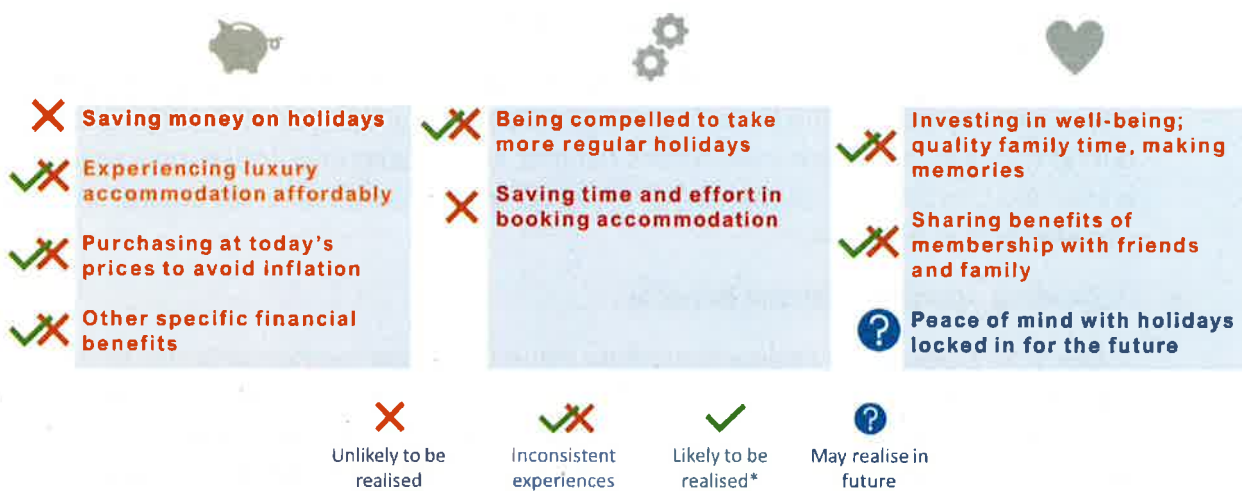 Saving money on holidays
Experiencing luxury
accommodation affordably
Purchasing at today's
prices to avoid inflation
Other specific financial
benefits
Being compelled to take
more regular holidays
Saving time and effort in
booking accommodation
Investing in well-being;
quality family time, making
memories
Sharing benefits of
membership with friends
and family
Peace of mind with holidays
locked in for the future
Unlikely to be
realised
Inconsistent
experiences
Likely to be
realised*
May realise in
future